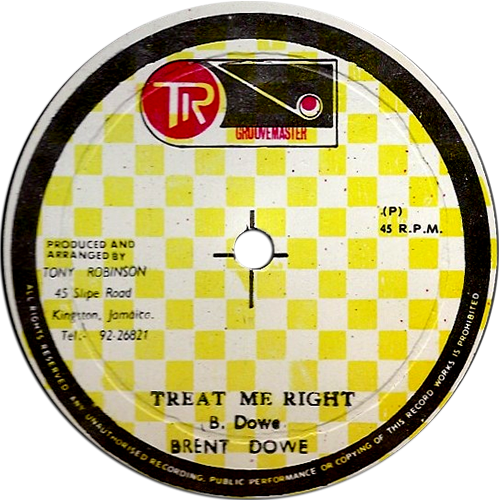 TR
GROOVEMASTER
(P)
45 R.P.M.
PRODUCED AND
ARRANGED BY
TONY ROBINSON
45 Slipe Road
Kingston, Jamaica.
Tel:- 92-26821
TREAT ME RIGHT
B. Dowe
BRENT DOWE
ALL RIGHTS RESERVED ANY UNAUTHORISED RECORDING, PUBLIC PERFORMANCE OR COPYING OF THIS RECORD WORKS IS PROHIBITED